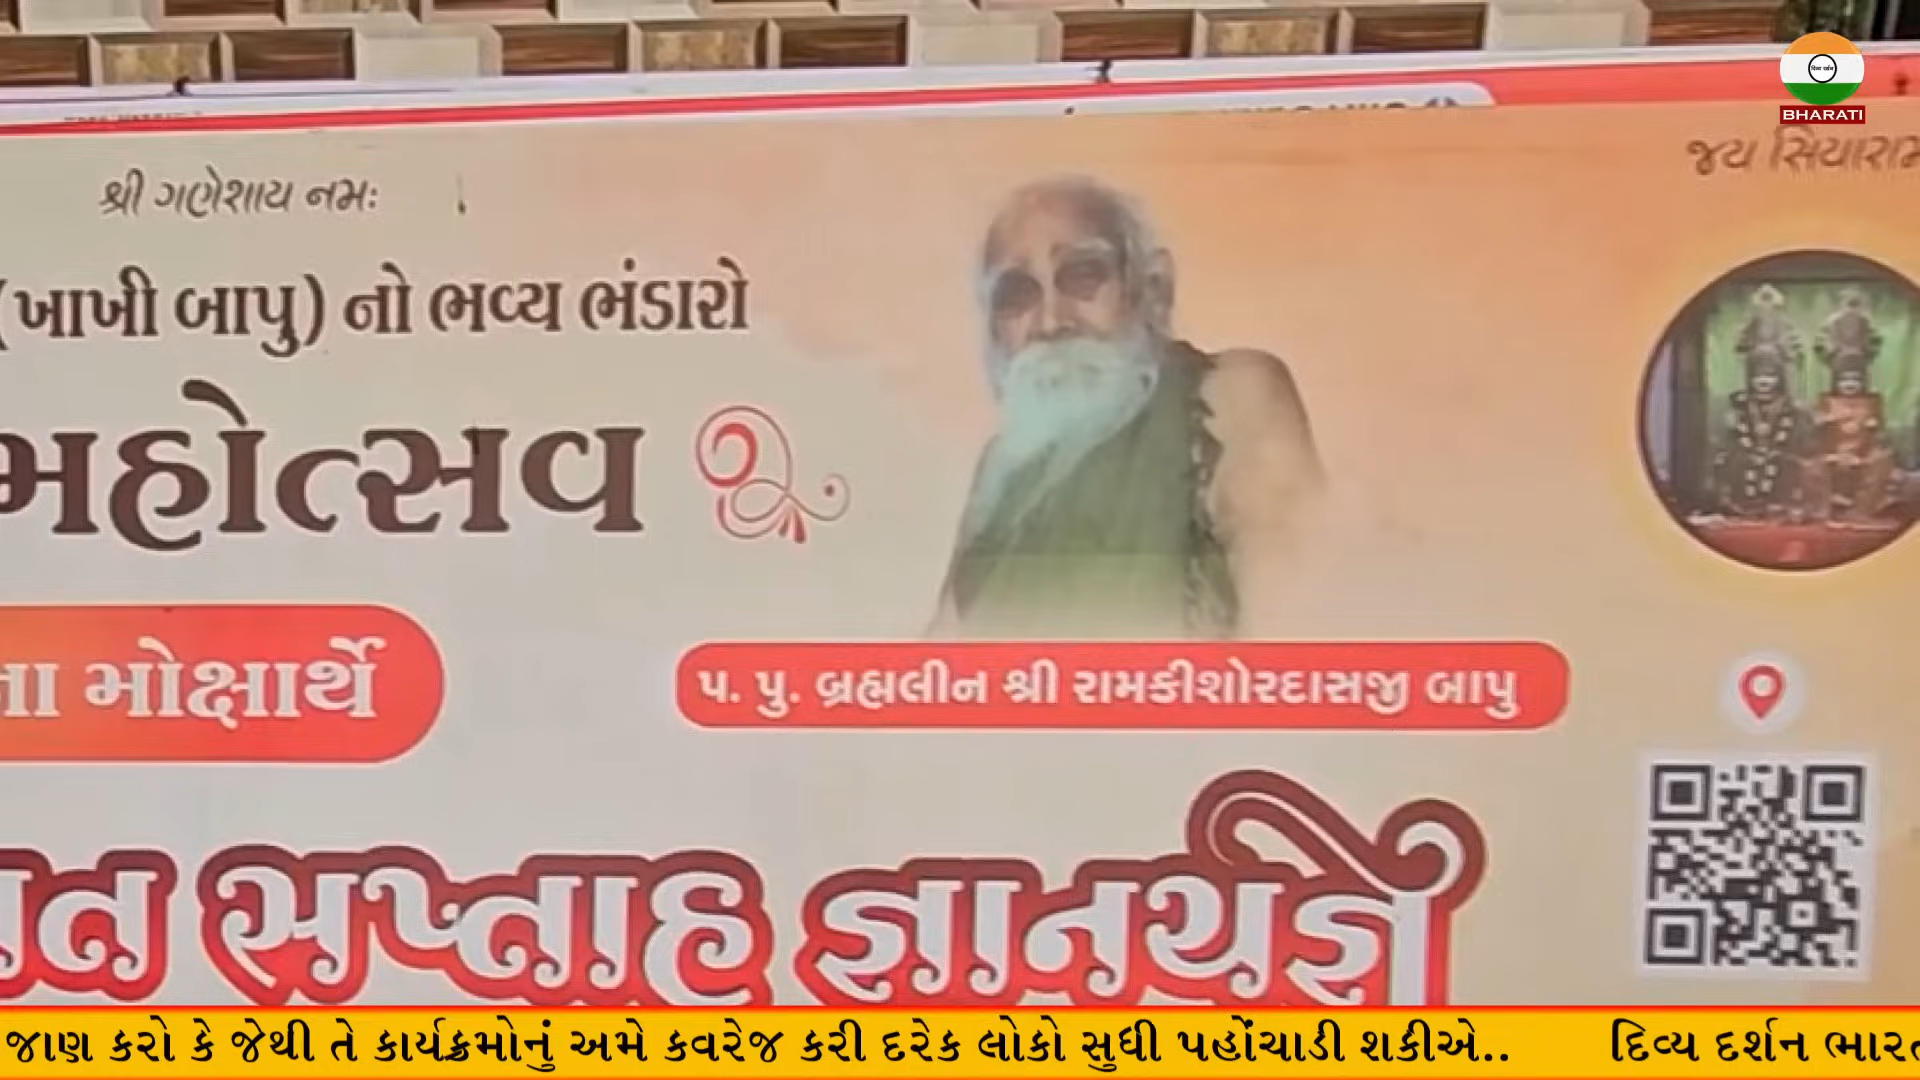 BHARATI
જય સિયારામ
શ્રી ગણેશાય નમઃ
(ખાખી બાપુ) નો ભવ્ય ભંડારો
મહોત્સવ
ના મોક્ષાર્થે
પ. પુ. બ્રહ્મલીન શ્રી રામકીશોરદાસજી બાપુ
સપ્તાહ જ્ઞાનયજ્ઞ
જાણ કરો કે જેથી તે કાર્યક્રમોનું અમે કવરેજ કરી દરેક લોકો સુધી પહોંચાડી શકીએ.. દિવ્ય દર્શન ભારત